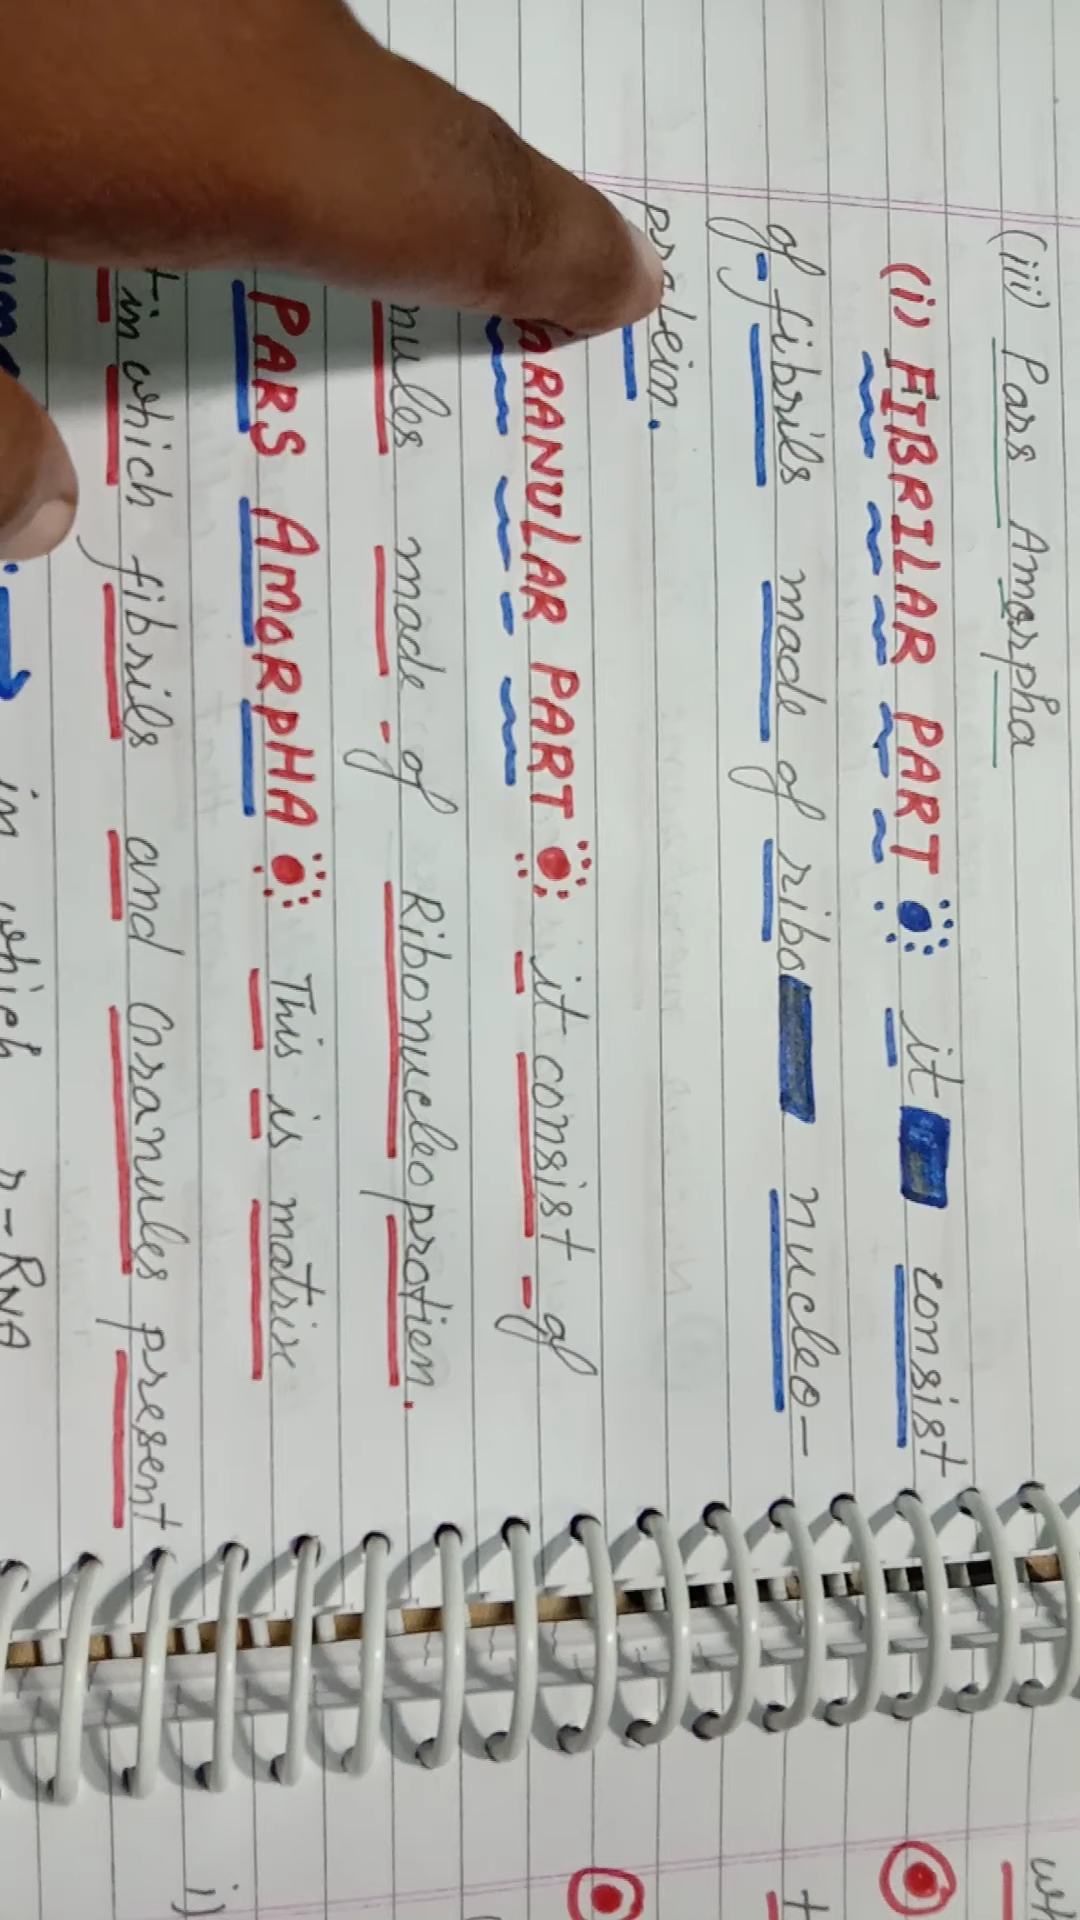 (iii) Pars Amorpha
(i) FIBRILAR PART : it consist
of fibrils made of ribo nucleo-
protein.
RANULAR PART : it consist of
nules made of Ribonucleoprotien.
PARS AMORPHA : This is matrix
in which fibrils and Granules present
in which r-RNA
i)